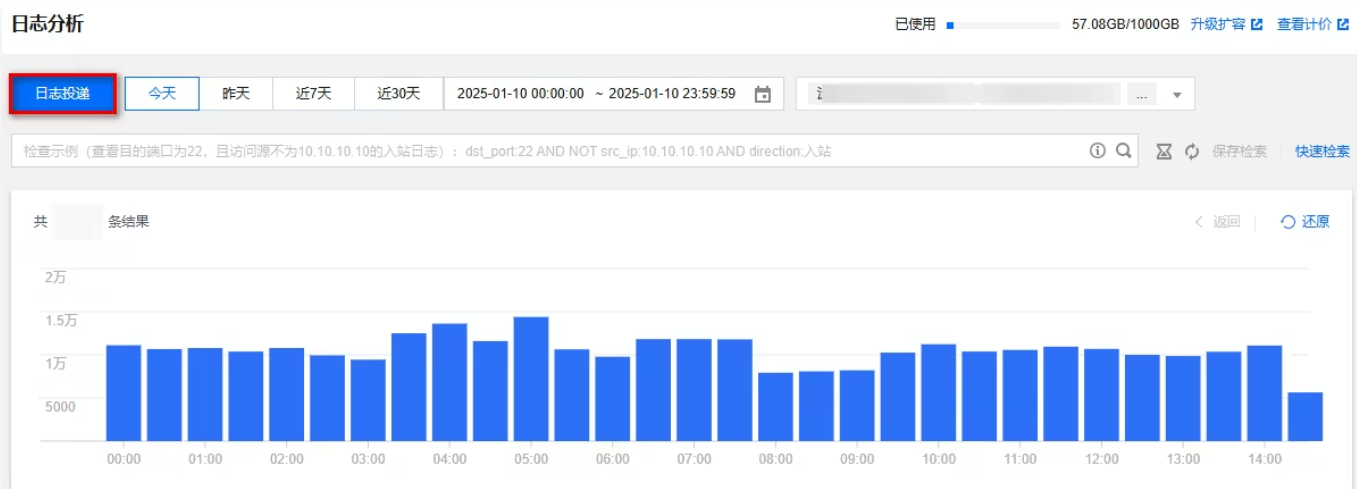 日志分析
已使用 57.08GB/1000GB 升级扩容 查看计价
日志投递 今天 昨天 近7天 近30天 2025-01-10 00:00:00 ~ 2025-01-10 23:59:59 ...
检查示例（查看目的端口为22，且访问源不为10.10.10.10的入站日志）：dst_port:22 AND NOT src_ip:10.10.10.10 AND direction:入站 保存检索 快速检索
共 条结果 返回 还原
2万
1.5万
1万
5000
00:00 01:00 02:00 03:00 04:00 05:00 06:00 07:00 08:00 09:00 10:00 11:00 12:00 13:00 14:00